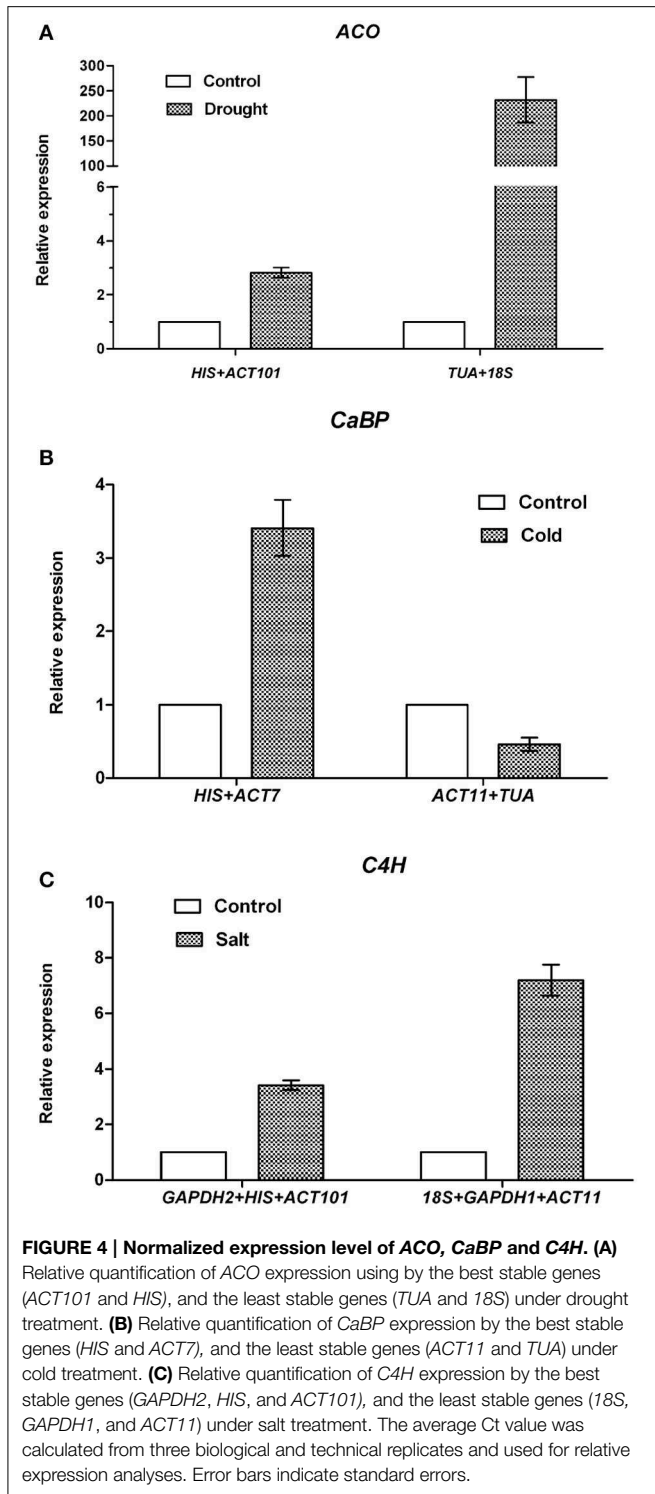 A
ACO
Control
Drought
300
250
200
150
100
6
4
2
0
Relative expression
HIS+ACT101
TUA+18S
CaBP
B
Control
Cold
4
3
2
1
0
Relative expression
HIS+ACT7
ACT11+TUA
C4H
C
Control
Salt
10
8
6
4
2
0
Relative expression
GAPDH2+HIS+ACT101
18S+GAPDH1+ACT11
FIGURE 4 | Normalized expression level of ACO, CaBP and C4H. (A)
Relative quantification of ACO expression using by the best stable genes
(ACT101 and HIS), and the least stable genes (TUA and 18S) under drought
treatment. (B) Relative quantification of CaBP expression by the best stable
genes (HIS and ACT7), and the least stable genes (ACT11 and TUA) under
cold treatment. (C) Relative quantification of C4H expression by the best
stable genes (GAPDH2, HIS, and ACT101), and the least stable genes (18S,
GAPDH1, and ACT11) under salt treatment. The average Ct value was
calculated from three biological and technical replicates and used for relative
expression analyses. Error bars indicate standard errors.